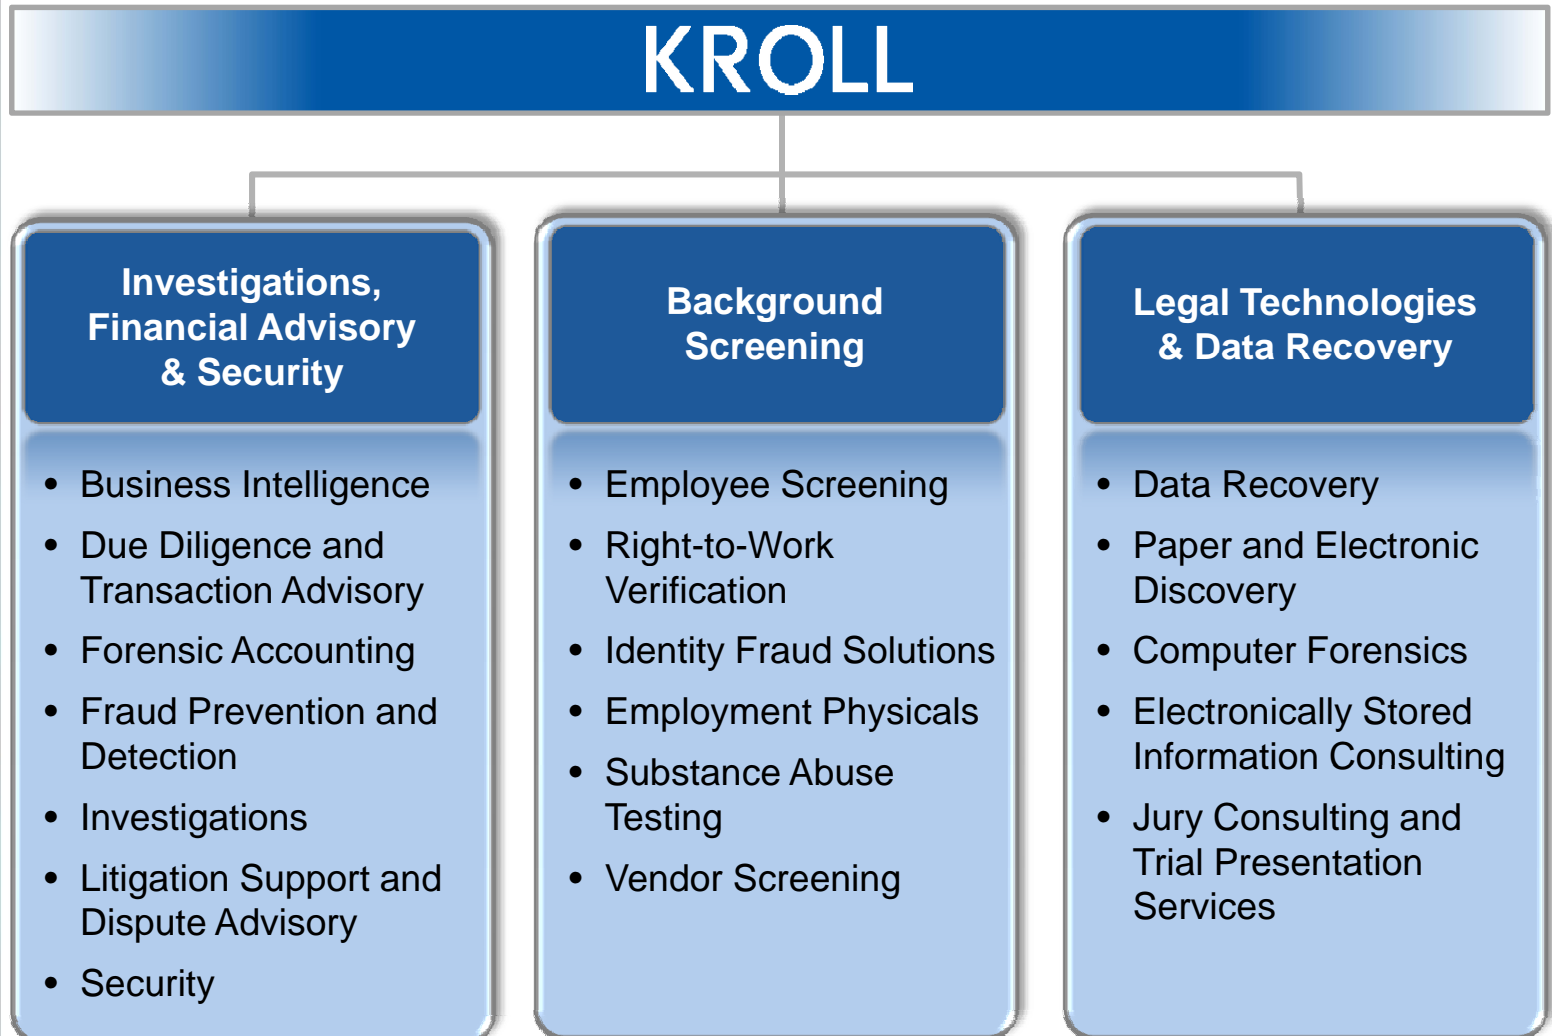 KROLL
Investigations,
Financial Advisory
& Security
• Business Intelligence
• Due Diligence and
Transaction Advisory
• Forensic Accounting
• Fraud Prevention and
Detection
• Investigations
• Litigation Support and
Dispute Advisory
• Security
Background
Screening
• Employee Screening
• Right-to-Work
Verification
• Identity Fraud Solutions
• Employment Physicals
• Substance Abuse
Testing
• Vendor Screening
Legal Technologies
& Data Recovery
• Data Recovery
• Paper and Electronic
Discovery
• Computer Forensics
• Electronically Stored
Information Consulting
• Jury Consulting and
Trial Presentation
Services